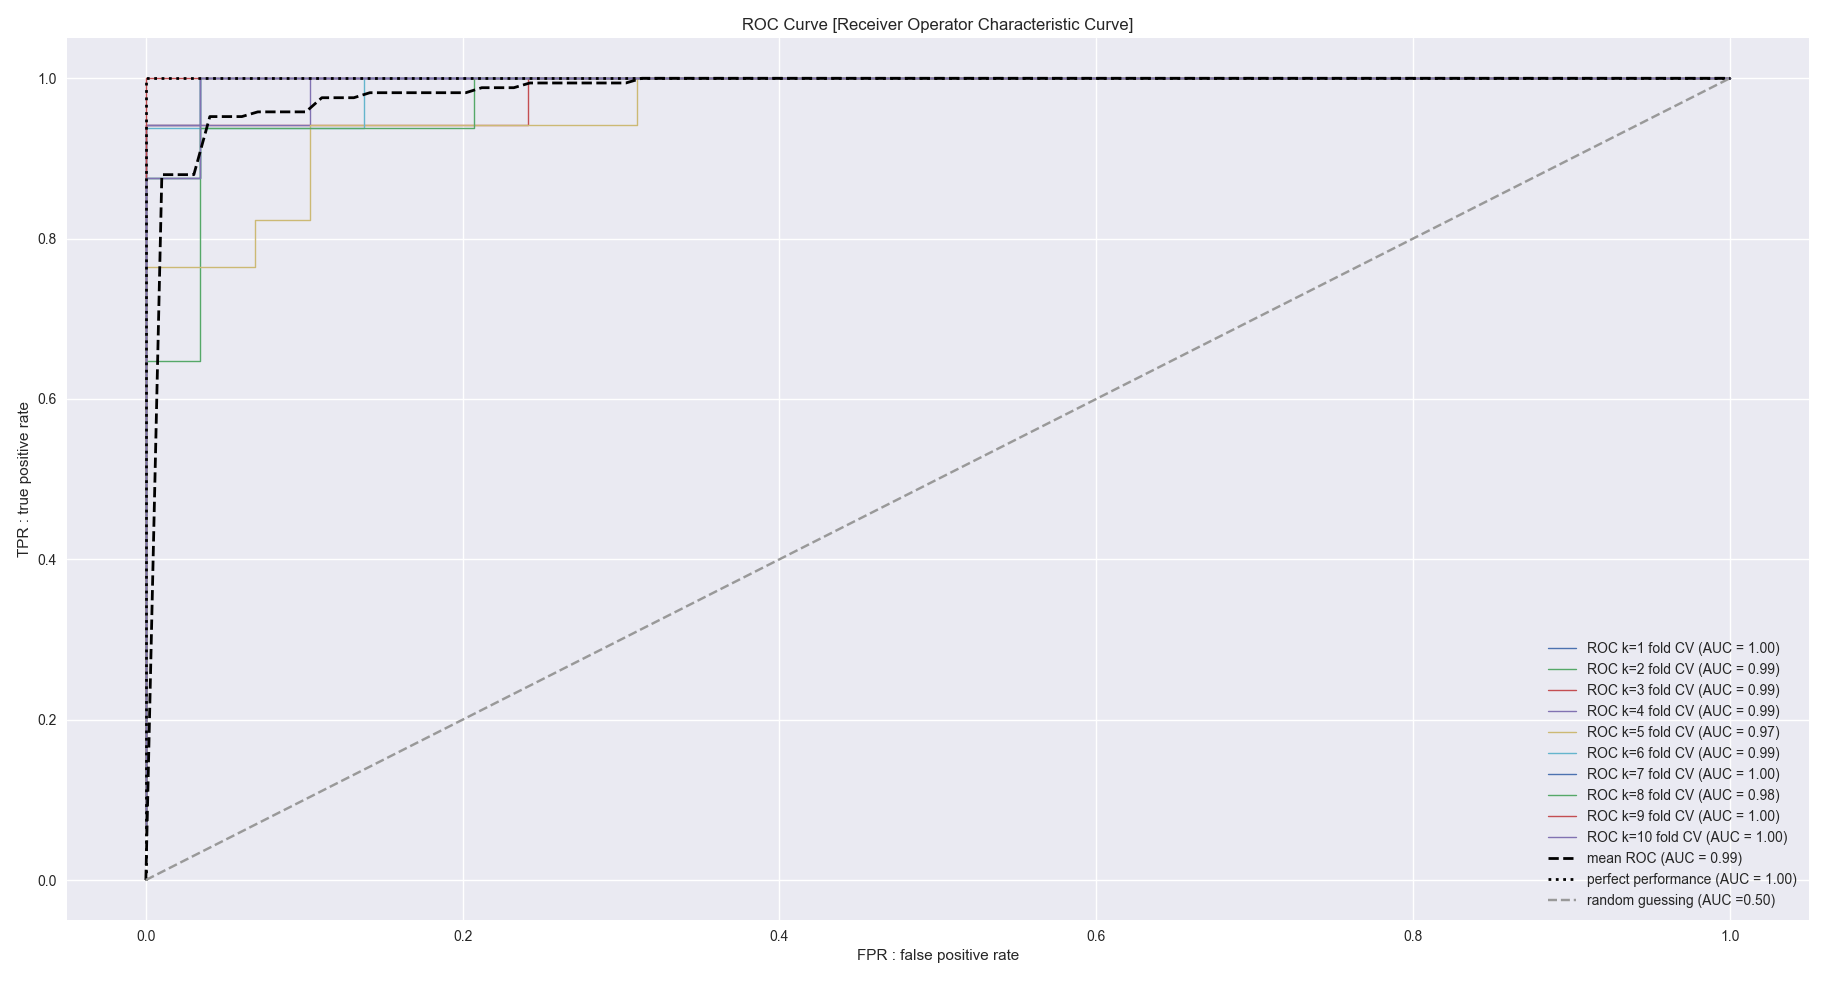 ROC Curve [Receiver Operator Characteristic Curve]
1.0
0.8
0.6
0.4
0.2
0.0
TPR : true positive rate
0.0 0.2 0.4 0.6 0.8 1.0
FPR : false positive rate
ROC k=1 fold CV (AUC = 1.00)
ROC k=2 fold CV (AUC = 0.99)
ROC k=3 fold CV (AUC = 0.99)
ROC k=4 fold CV (AUC = 0.99)
ROC k=5 fold CV (AUC = 0.97)
ROC k=6 fold CV (AUC = 0.99)
ROC k=7 fold CV (AUC = 1.00)
ROC k=8 fold CV (AUC = 0.98)
ROC k=9 fold CV (AUC = 1.00)
ROC k=10 fold CV (AUC = 1.00)
mean ROC (AUC = 0.99)
perfect performance (AUC = 1.00)
random guessing (AUC =0.50)